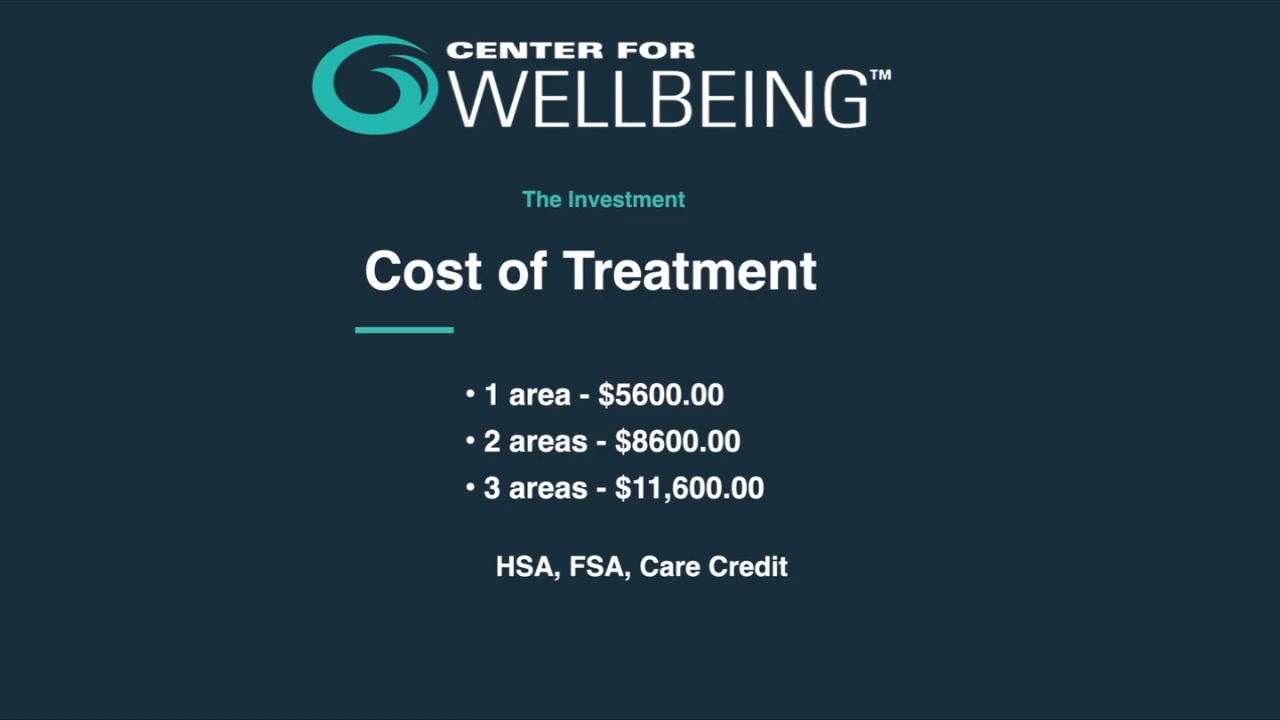 CENTER FOR
WELLBEING™
The Investment
Cost of Treatment
• 1 area - $5600.00
• 2 areas - $8600.00
• 3 areas - $11,600.00
HSA, FSA, Care Credit